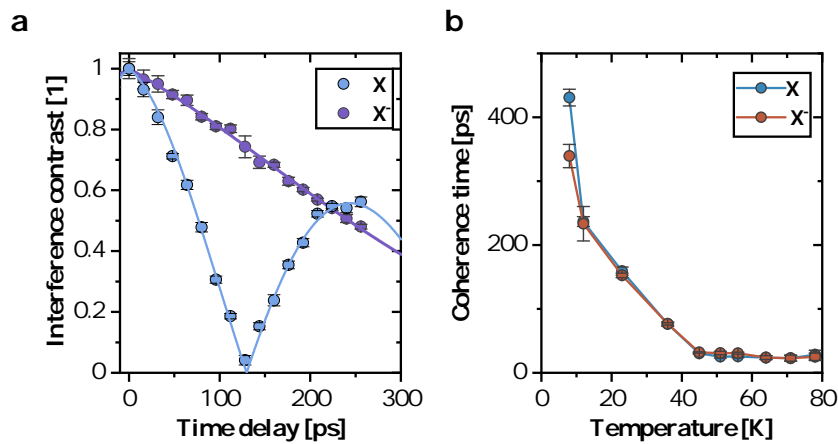 a
Interference contrast [1]
1
0.8
0.6
0.4
0.2
0
0
100
200
300
Time delay [ps]
X
X⁻
b
Coherence time [ps]
400
200
0
0
20
40
60
80
Temperature [K]
X
X⁻